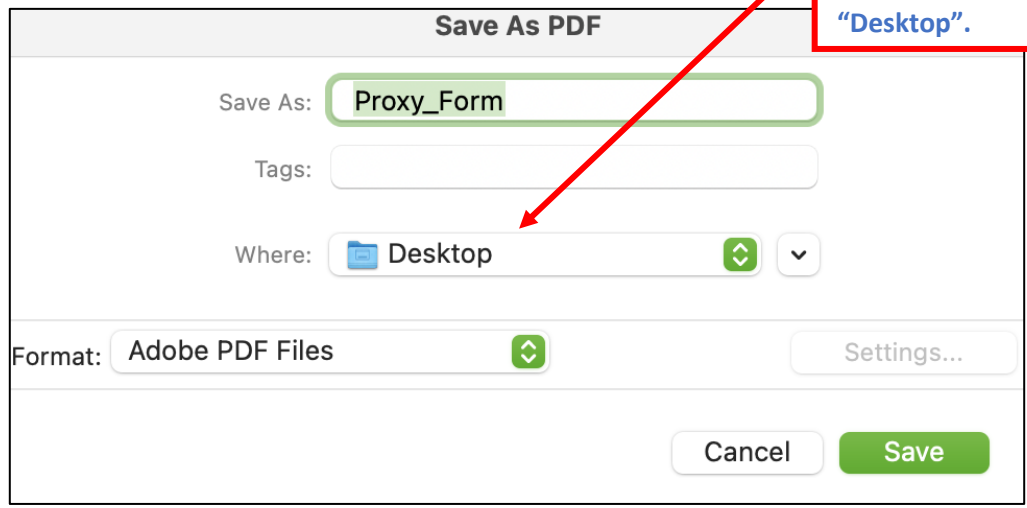 Save As PDF
“Desktop”.
Save As: Proxy_Form
Tags:
Where: Desktop
Format: Adobe PDF Files Settings...
Cancel Save